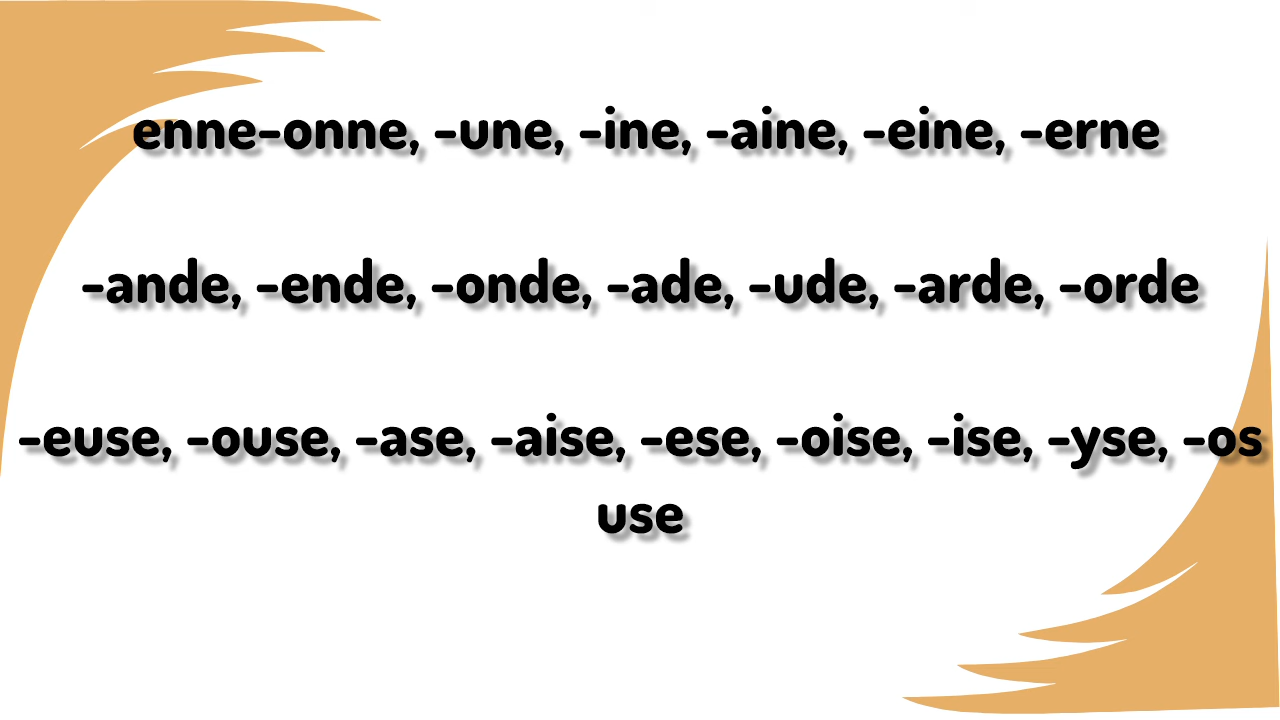 enne-onne, -une, -ine, -aine, -eine, -erne
-ande, -ende, -onde, -ade, -ude, -arde, -orde
-euse, -ouse, -ase, -aise, -ese, -oise, -ise, -yse, -os
use